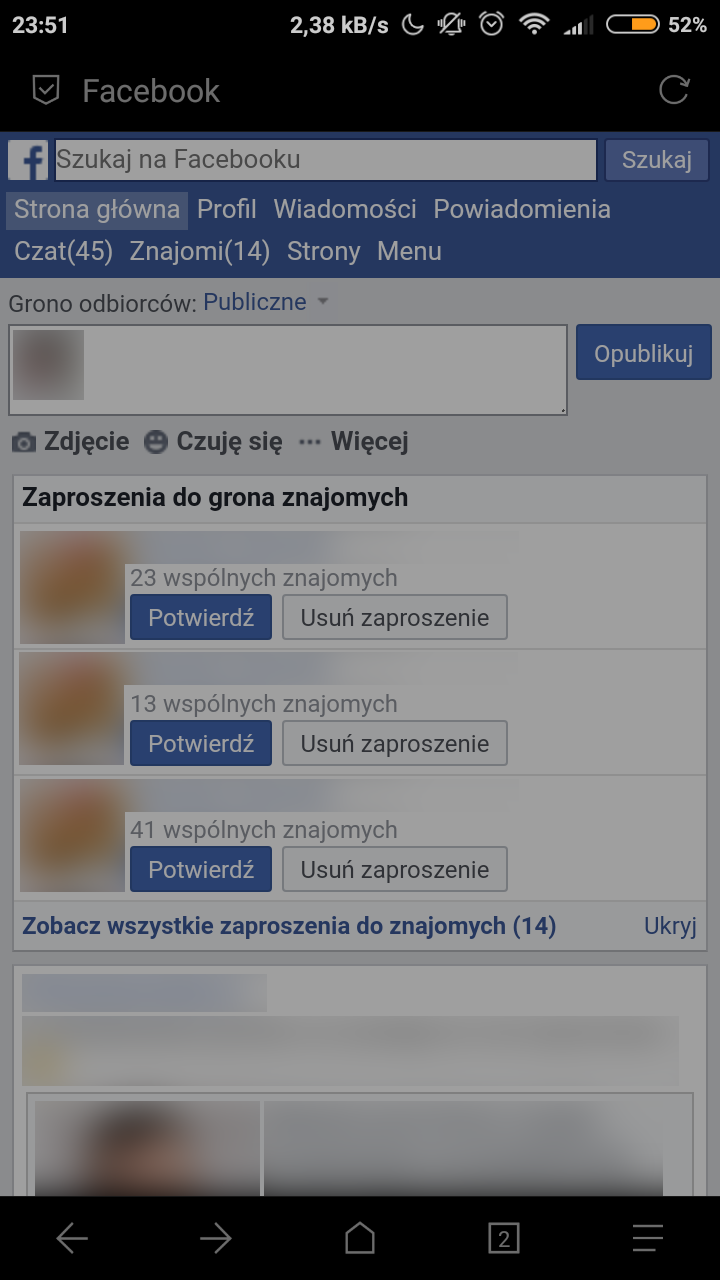 23:51 2,38 kB/s 52%
Facebook
f Szukaj na Facebooku Szukaj
Strona główna Profil Wiadomości Powiadomienia
Czat(45) Znajomi(14) Strony Menu
Grono odbiorców: Publiczne
Opublikuj
Zdjęcie Czuję się Więcej
Zaproszenia do grona znajomych
23 wspólnych znajomych
Potwierdź Usuń zaproszenie
13 wspólnych znajomych
Potwierdź Usuń zaproszenie
41 wspólnych znajomych
Potwierdź Usuń zaproszenie
Zobacz wszystkie zaproszenia do znajomych (14) Ukryj
2